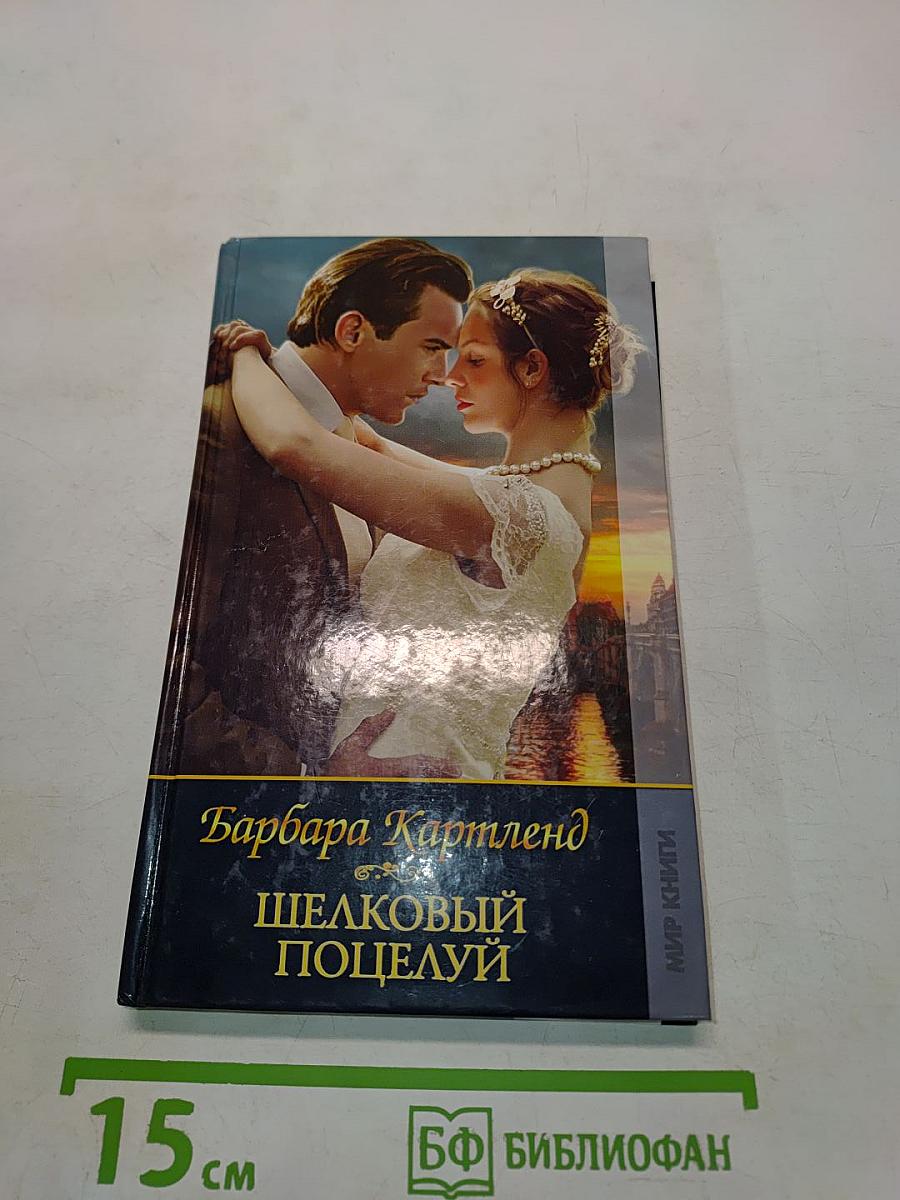 Барбара Картленд
ШЕЛКОВЫЙ
ПОЦЕЛУЙ
МИР КНИГИ
15 см
БФ БИБЛИОФАН